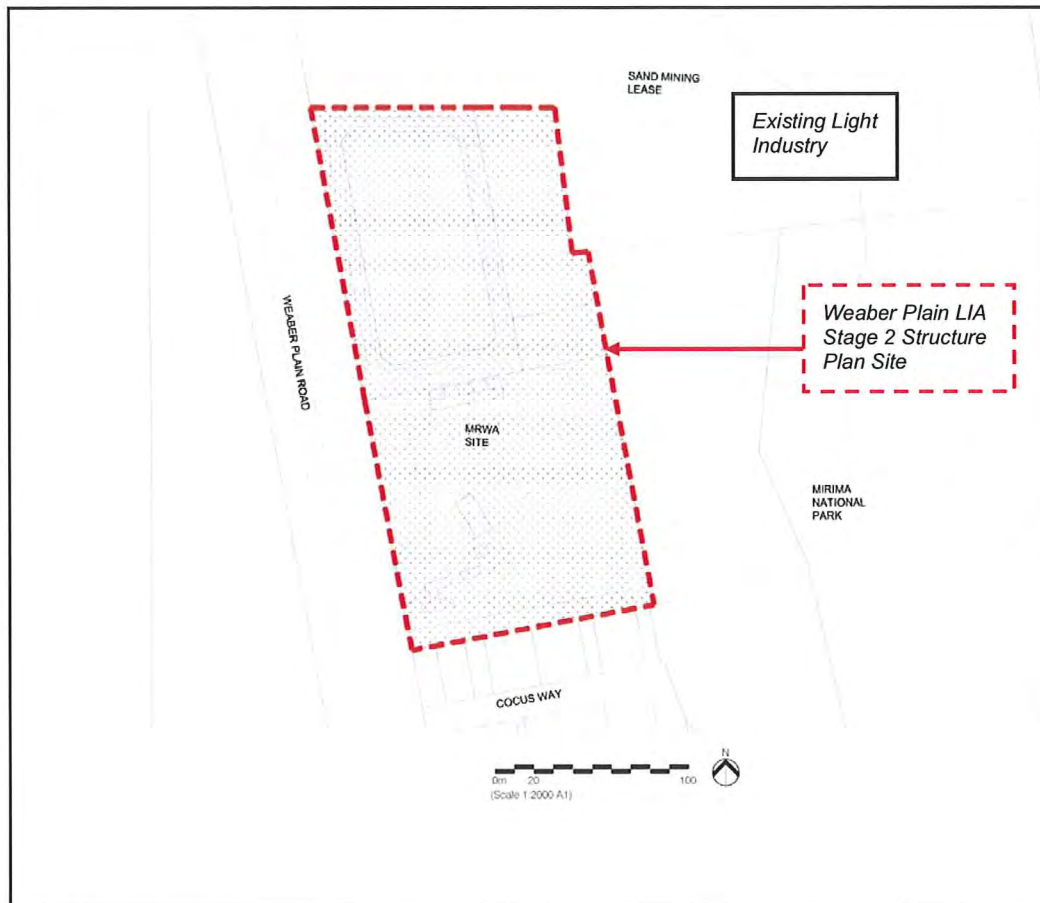 SAND MINING
LEASE
Existing Light
Industry
WEABER PLAIN ROAD
Weaber Plain LIA
Stage 2 Structure
Plan Site
MRWA
SITE
MIRIMA
NATIONAL
PARK
COCUS WAY
N
0m 20 100
(Scale 1:2000 A1)